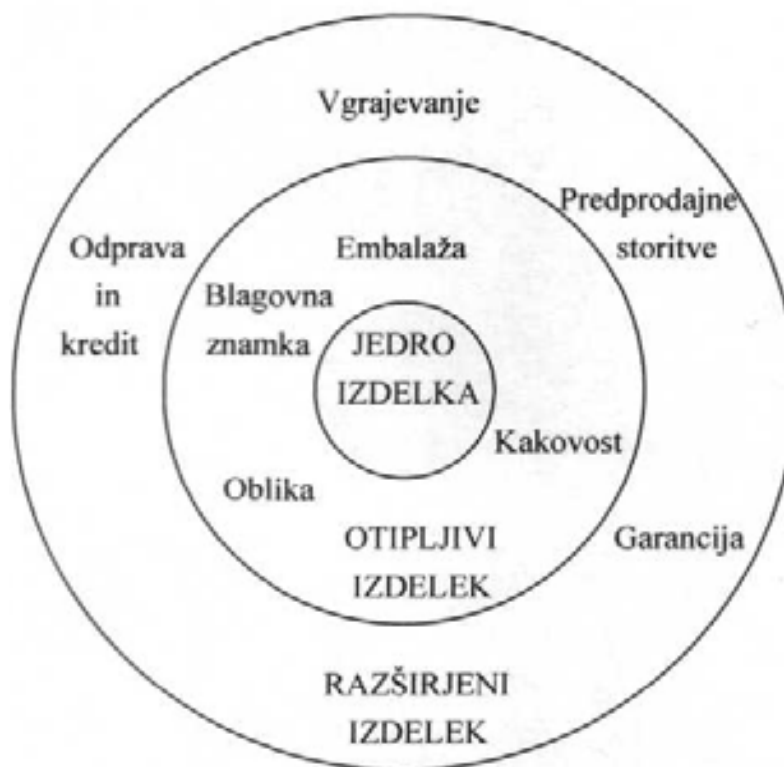 Vgrajevanje
Predprodajne
storitve
Odprava
in
kredit
Embalaža
Blagovna
znamka
JEDRO
IZDELKA
Kakovost
Oblika
OTIPLJIVI
IZDELEK
Garancija
RAZŠIRJENI
IZDELEK